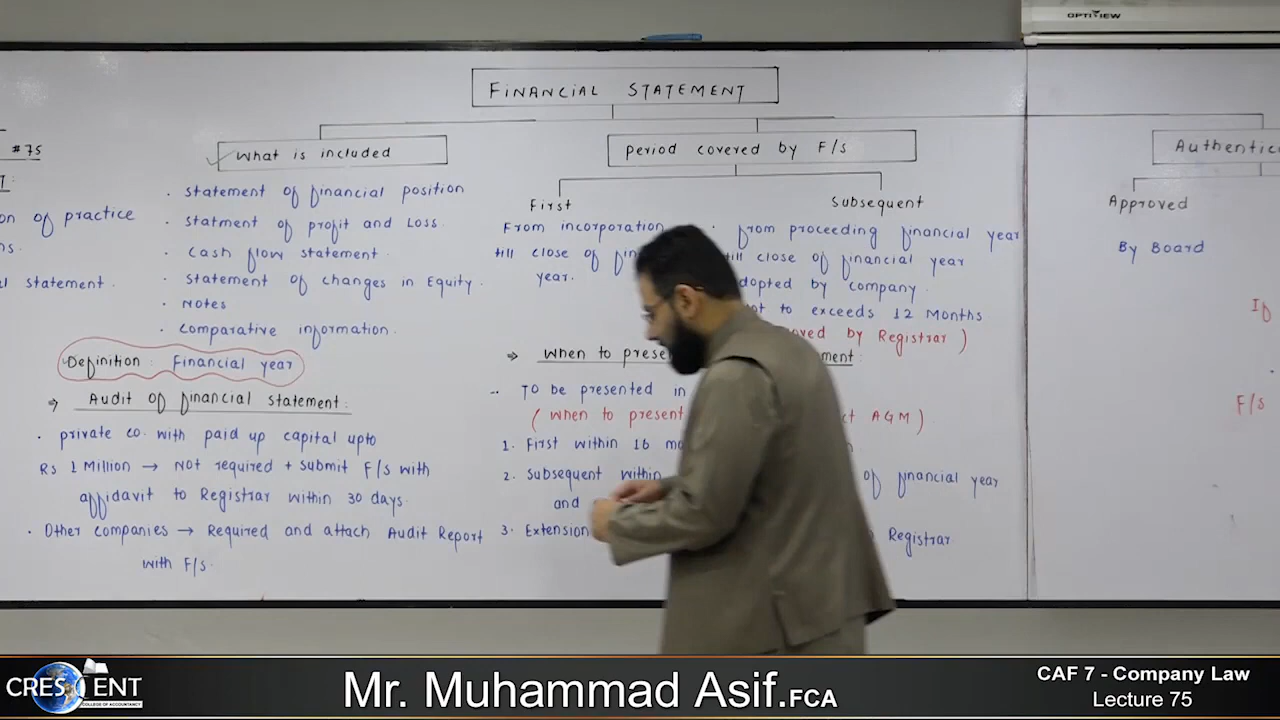 OPTIVIEW
FINANCIAL STATEMENT
#75
What is included
. statement of financial position
. statment of profit and Loss.
. Cash flow statement.
. Statement of changes in Equity.
. Notes
. comparative information.
on of practice
ns.
al statement.
Definition: Financial year
⇒ Audit of financial statement:
. private co. with paid up capital upto
Rs 1 Million → Not required + submit F/s with
affidavit to Registrar within 30 days.
. Other companies → Required and attach Audit Report
with F/s.
period covered by F/s
First
From incorporation
till close of
year.
Subsequent
. from proceeding financial year
till close of financial year
adopted by company.
not to exceeds 12 Months
by Registrar )
⇒ When to
To be presented in
( When to present
AGM )
1. First within 16
2. Subsequent within
of financial year
and
3. Extension
Registrar.
Approved
By Board
If
F/s
CRESCENT
COLLEGE OF ACCOUNTANCY
Mr. Muhammad Asif.FCA
CAF 7 - Company Law
Lecture 75